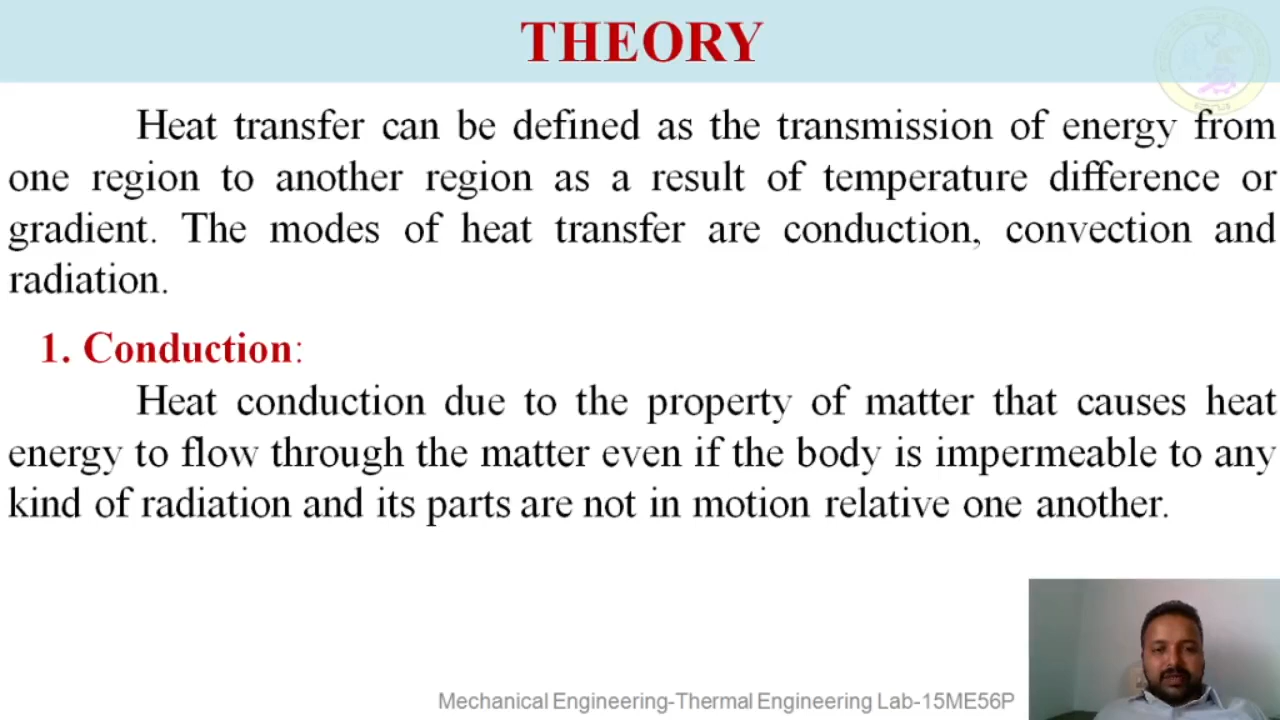 THEORY
Heat transfer can be defined as the transmission of energy from
one region to another region as a result of temperature difference or
gradient. The modes of heat transfer are conduction, convection and
radiation.
1. Conduction:
Heat conduction due to the property of matter that causes heat
energy to flow through the matter even if the body is impermeable to any
kind of radiation and its parts are not in motion relative one another.
Mechanical Engineering-Thermal Engineering Lab-15ME56P